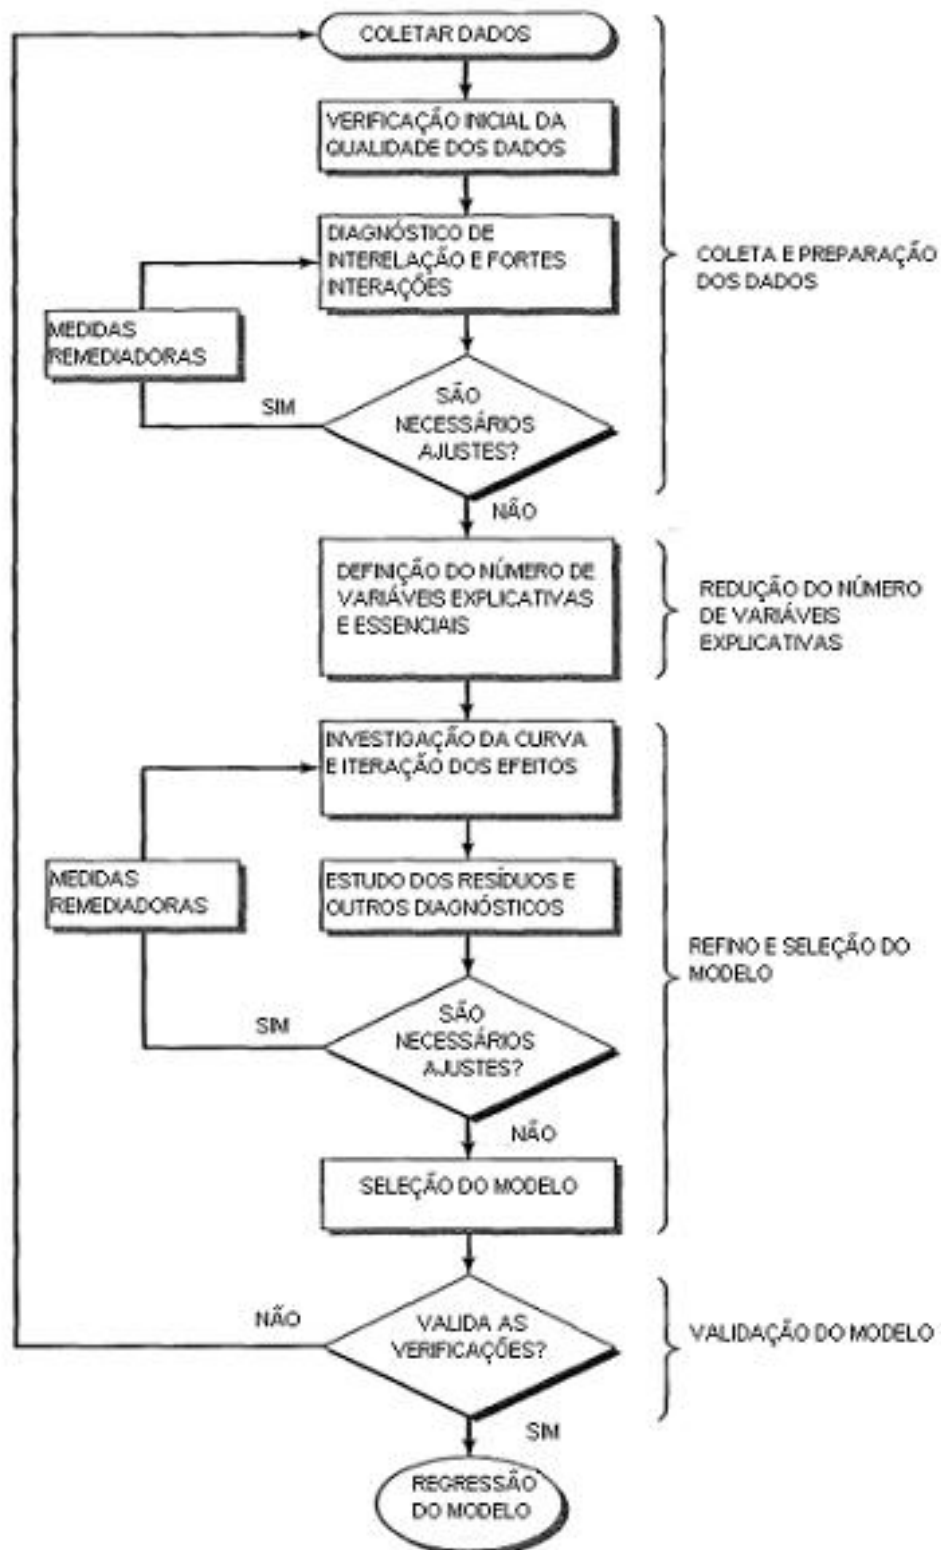 COLETAR DADOS
VERIFICAÇÃO INICIAL DA
QUALIDADE DOS DADOS
DIAGNÓSTICO DE
INTERELAÇÃO E FORTES
INTERAÇÕES
COLETA E PREPARAÇÃO
DOS DADOS
MEDIDAS
REMEDIADORAS
SIM
SÃO
NECESSÁRIOS
AJUSTES?
NÃO
DEFINIÇÃO DO NÚMERO DE
VARIÁVEIS EXPLICATIVAS
E ESSENCIAIS
REDUÇÃO DO NÚMERO
DE VARIÁVEIS
EXPLICATIVAS
INVESTIGAÇÃO DA CURVA
E ITERAÇÃO DOS EFEITOS
MEDIDAS
REMEDIADORAS
ESTUDO DOS RESÍDUOS E
OUTROS DIAGNÓSTICOS
REFINO E SELEÇÃO DO
MODELO
SIM
SÃO
NECESSÁRIOS
AJUSTES?
NÃO
SELEÇÃO DO MODELO
NÃO
VALIDA AS
VERIFICAÇÕES?
VALIDAÇÃO DO MODELO
SIM
REGRESSÃO
DO MODELO